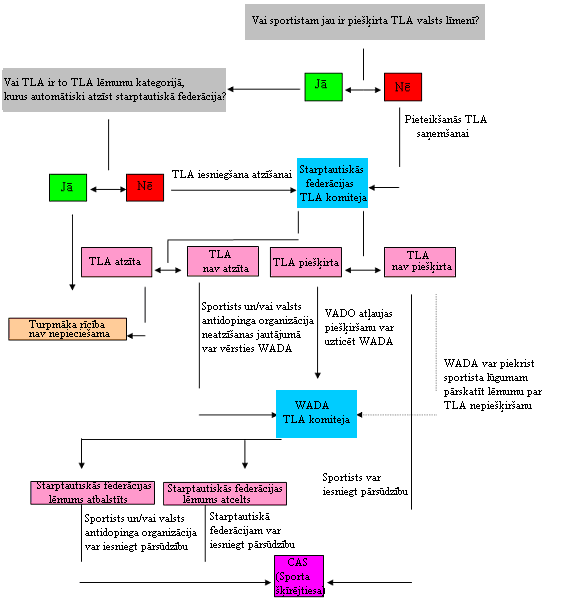 Vai sportistam jau ir piešķirta TLA valsts līmenī?
Vai TLA ir to TLA lēmumu kategorijā,
kurus automātiski atzīst starptautiskā federācija?
Jā
Nē
Pieteikšanās TLA
saņemšanai
Jā
Nē
TLA iesniegšana atzīšanai
Starptautiskās
federācijas
TLA komiteja
TLA atzīta
TLA
nav atzīta
TLA piešķirta
TLA
nav piešķirta
Turpmāka rīcība
nav nepieciešama
Sportists un/vai valsts
antidopinga organizācija
neatzīšanas jautājumā
var vērsties WADA
VADO atļaujas
piešķiršanu var
uzticēt WADA
WADA var piekrist
sportista lūgumam
pārskatīt lēmumu par
TLA nepiešķiršanu
WADA
TLA komiteja
Sportists var
iesniegt pārsūdzību
Starptautiskās federācijas
lēmums atbalstīts
Starptautiskās federācijas
lēmums atcelts
Sportists un/vai valsts
antidopinga organizācija
var iesniegt pārsūdzību
Starptautiskā
federācijam var
iesniegt pārsūdzību
CAS
(Sporta
šķīrējtiesa)